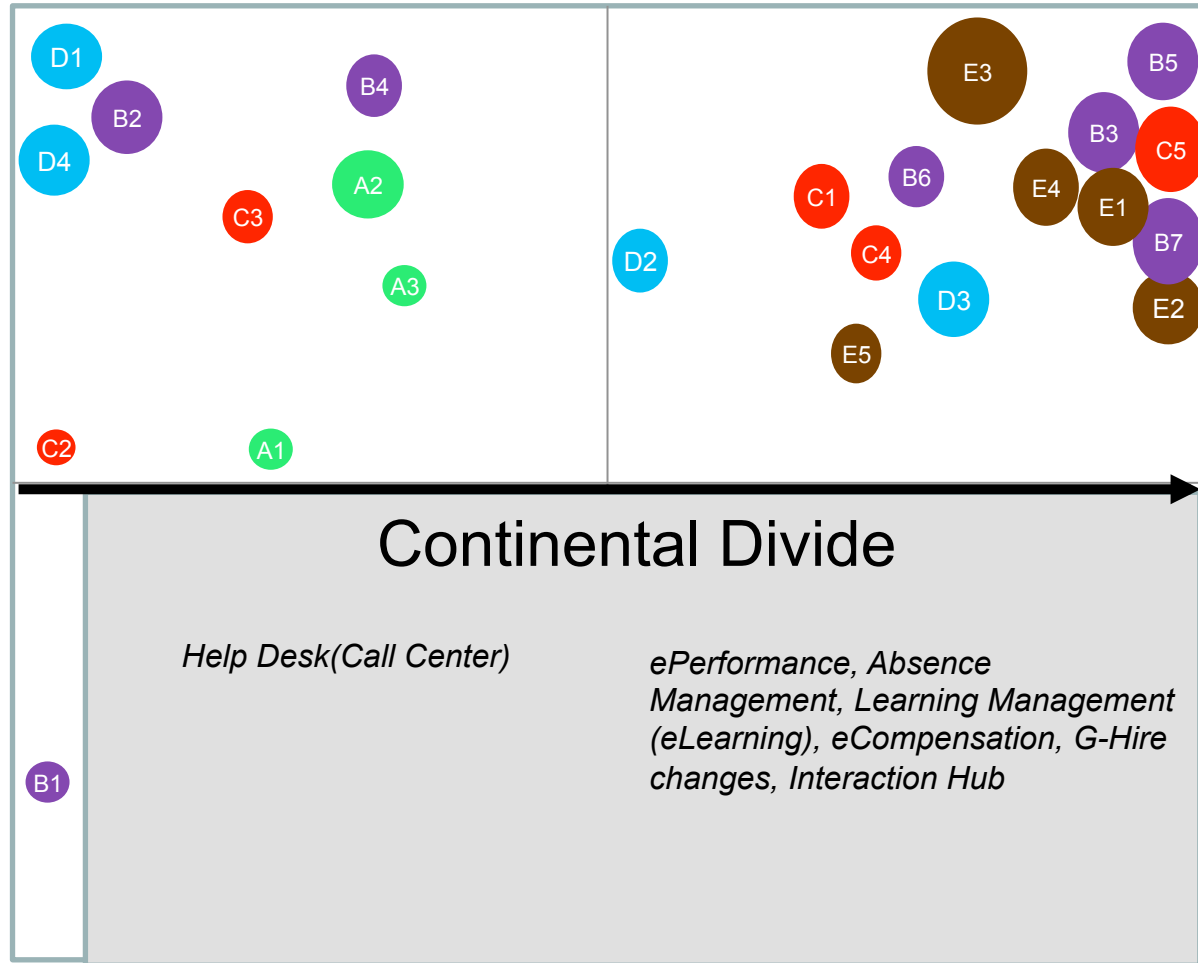 D1
B5
E3
B4
B2
B3
C5
D4
B6
A2
E4
C1
E1
C3
B7
C4
D2
A3
D3
E2
E5
C2
A1
Continental Divide
Help Desk(Call Center)
ePerformance, Absence
Management, Learning Management
(eLearning), eCompensation, G-Hire
changes, Interaction Hub
B1